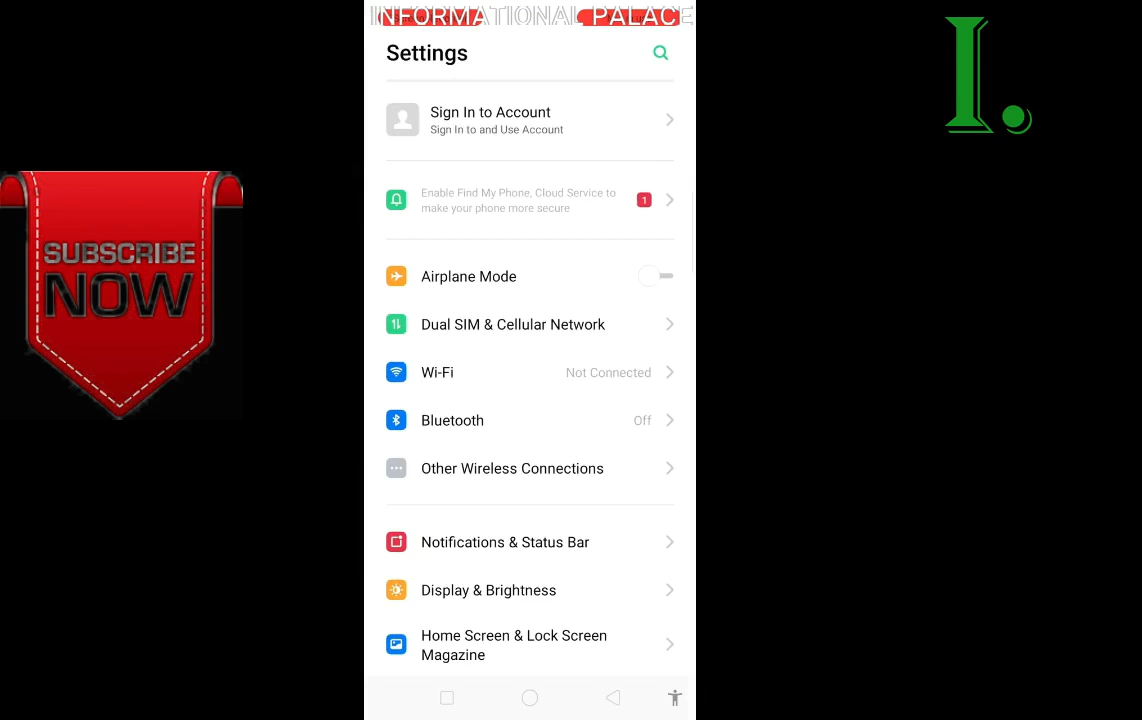 INFORMATIONAL PALACE
I.
Settings
Sign In to Account
Sign In to and Use Account
Enable Find My Phone, Cloud Service to
make your phone more secure
1
Airplane Mode
Dual SIM & Cellular Network
Wi-Fi
Not Connected
Bluetooth
Off
Other Wireless Connections
Notifications & Status Bar
Display & Brightness
Home Screen & Lock Screen
Magazine
SUBSCRIBE
NOW